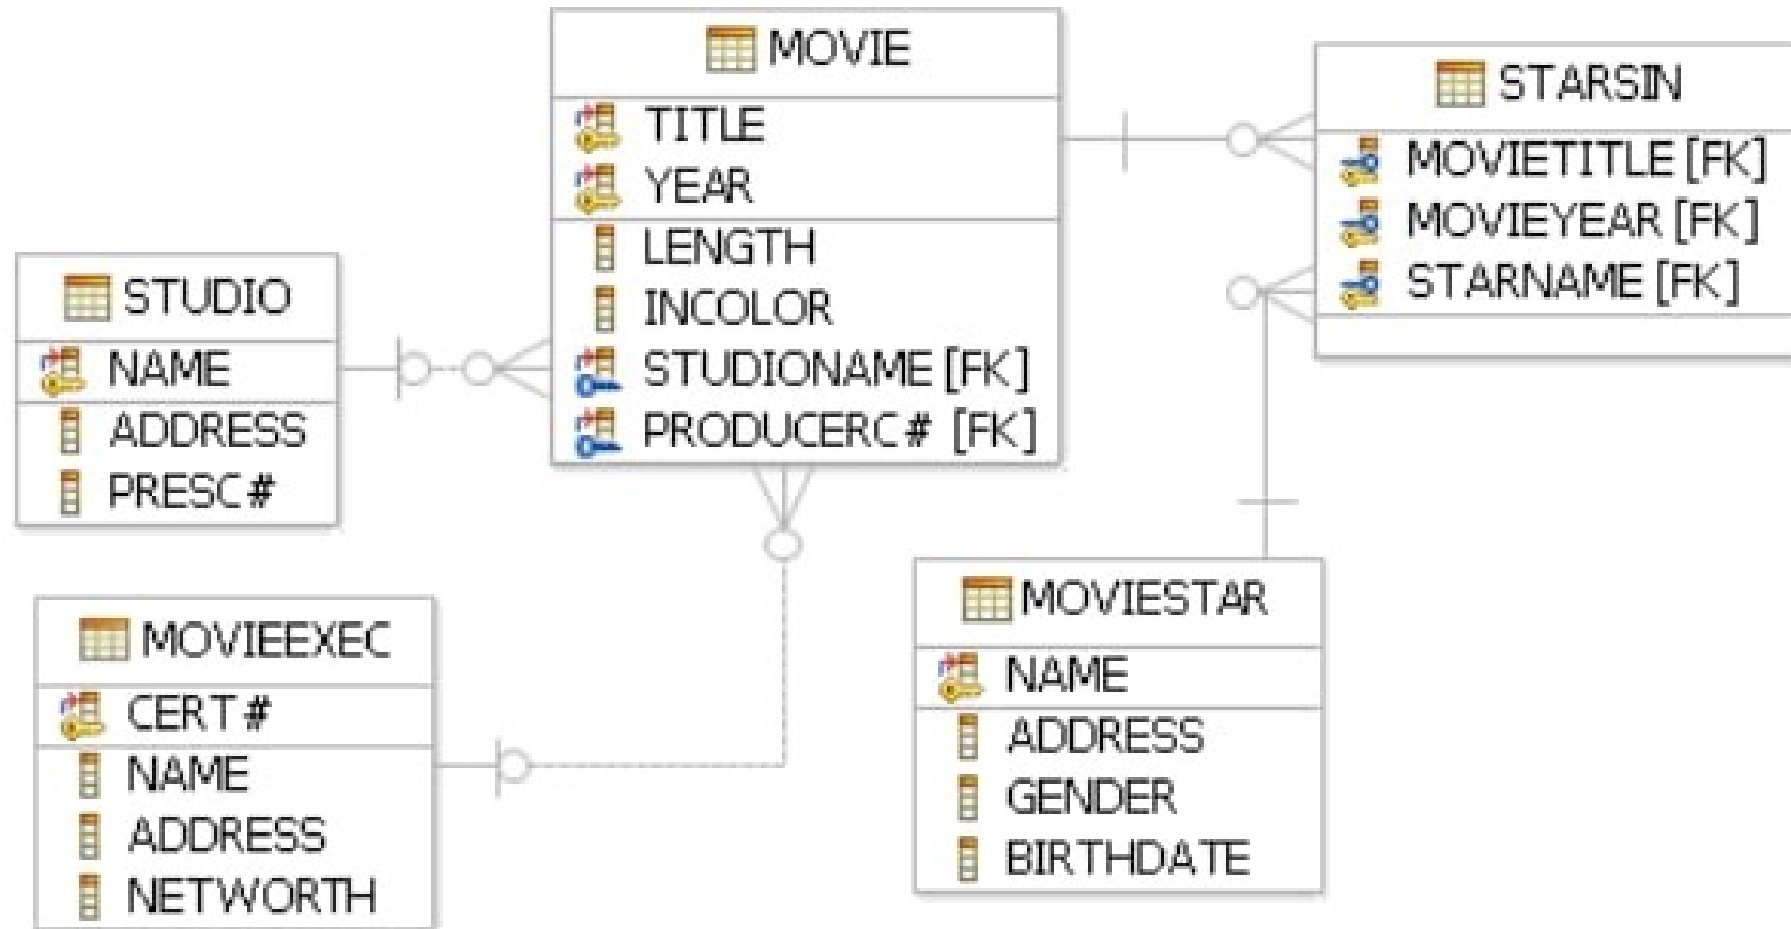 MOVIE
TITLE
YEAR
LENGTH
INCOLOR
STUDIONAME [FK]
PRODUCERC# [FK]
STARSIN
MOVIETITLE [FK]
MOVIEYEAR [FK]
STARNAME [FK]
STUDIO
NAME
ADDRESS
PRESC#
MOVIEEXEC
CERT#
NAME
ADDRESS
NETWORTH
MOVIESTAR
NAME
ADDRESS
GENDER
BIRTHDATE